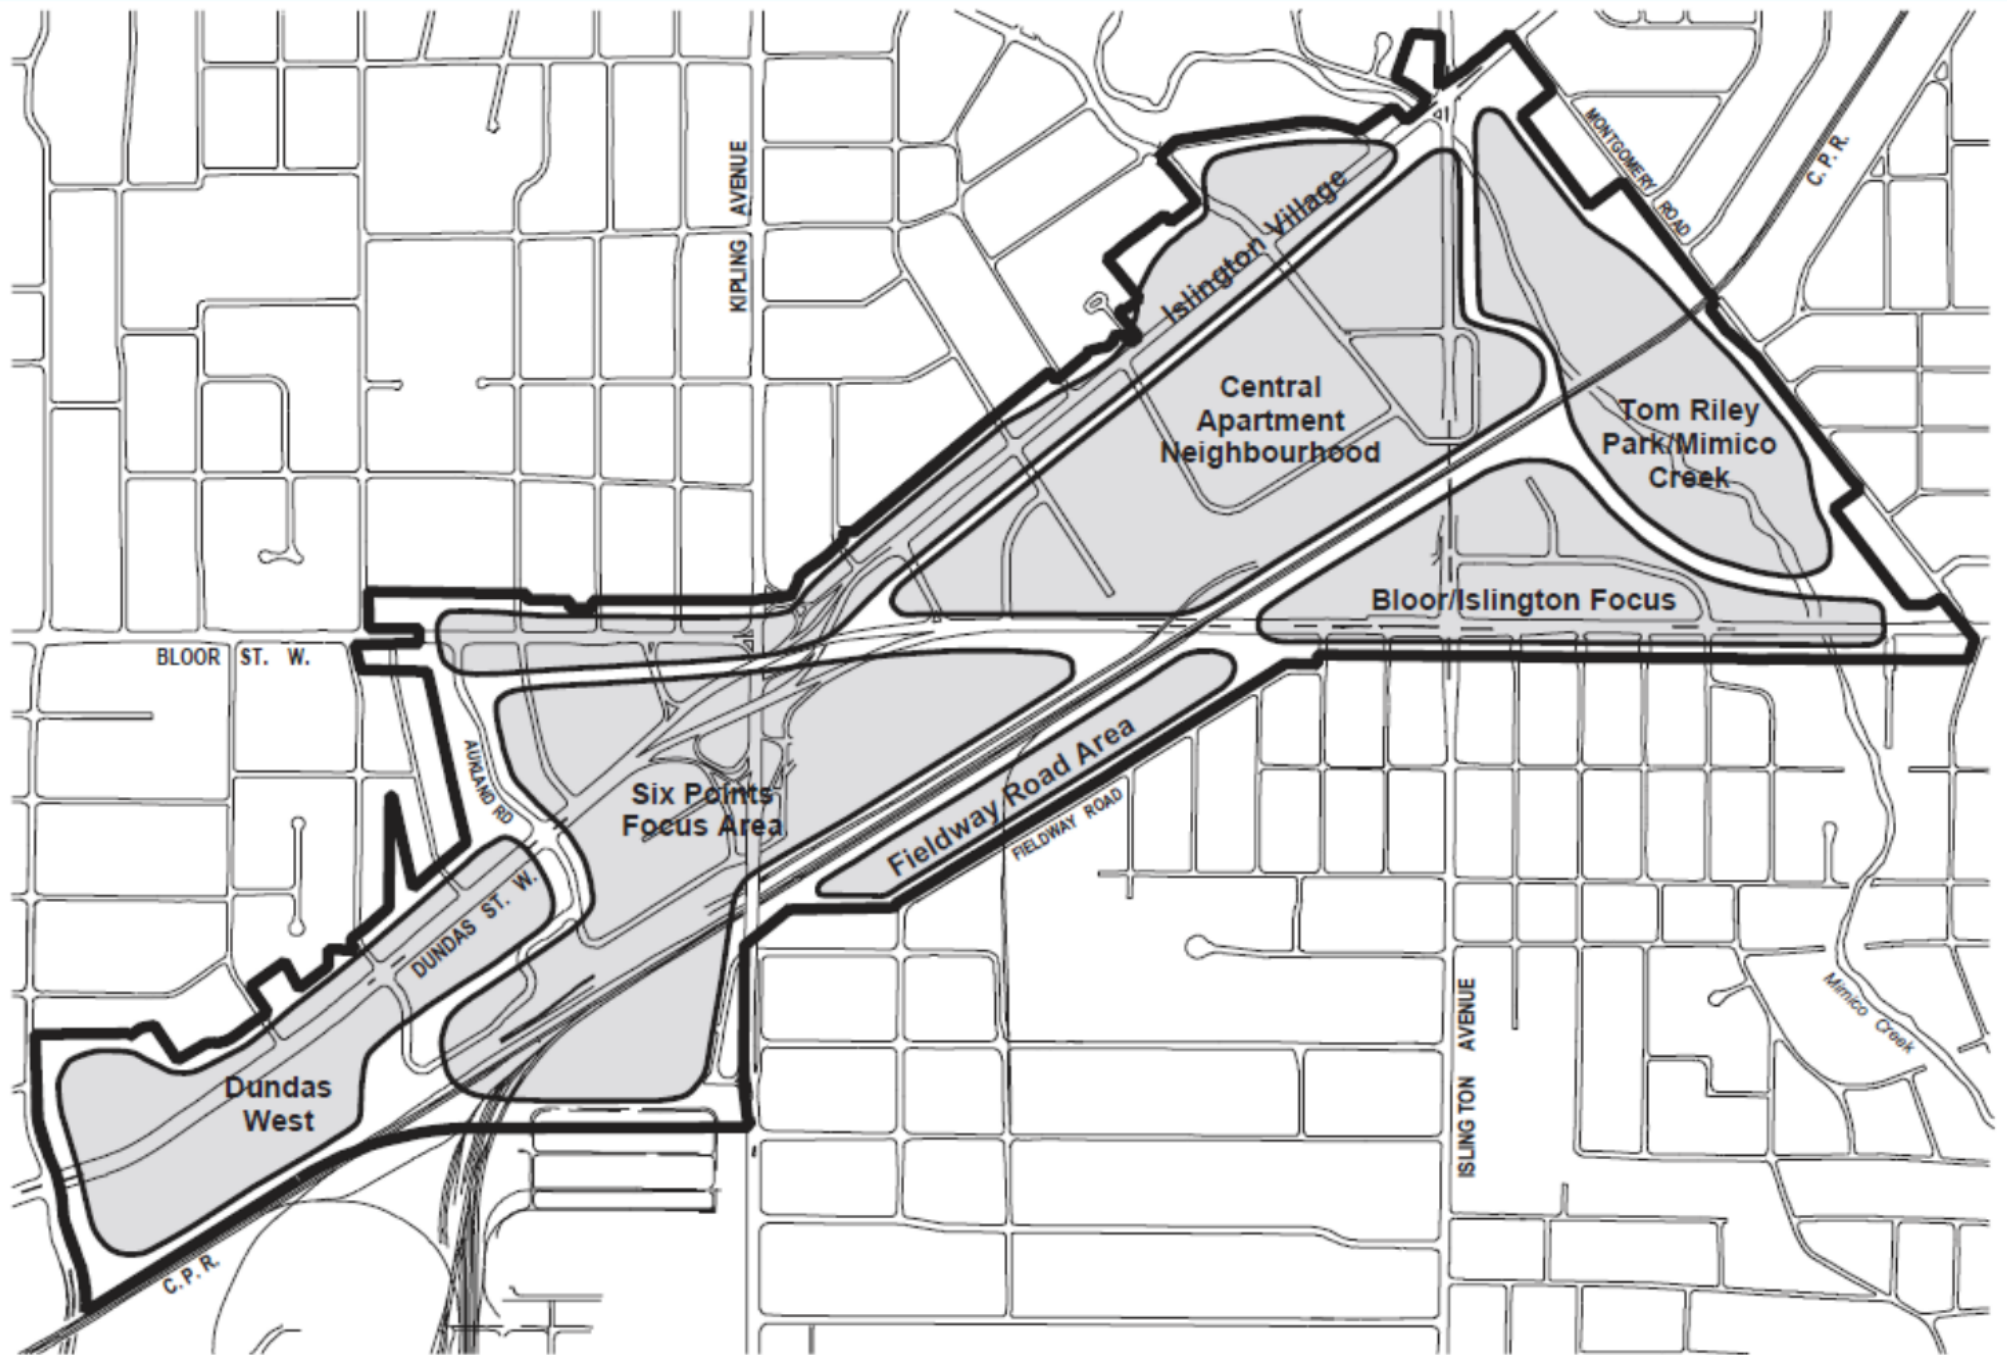 MONTGOMERY ROAD
C. P. R.
KIPLING AVENUE
Islington Village
Central
Apartment
Neighbourhood
Tom Riley
Park/Mimico
Creek
Bloor/Islington Focus
BLOOR ST. W.
AUKLAND RD
Six Points
Focus Area
Fieldway Road Area
FIELDWAY ROAD
DUNDAS ST. W.
Dundas
West
ISLINGTON AVENUE
Mimico Creek
C. P. R.